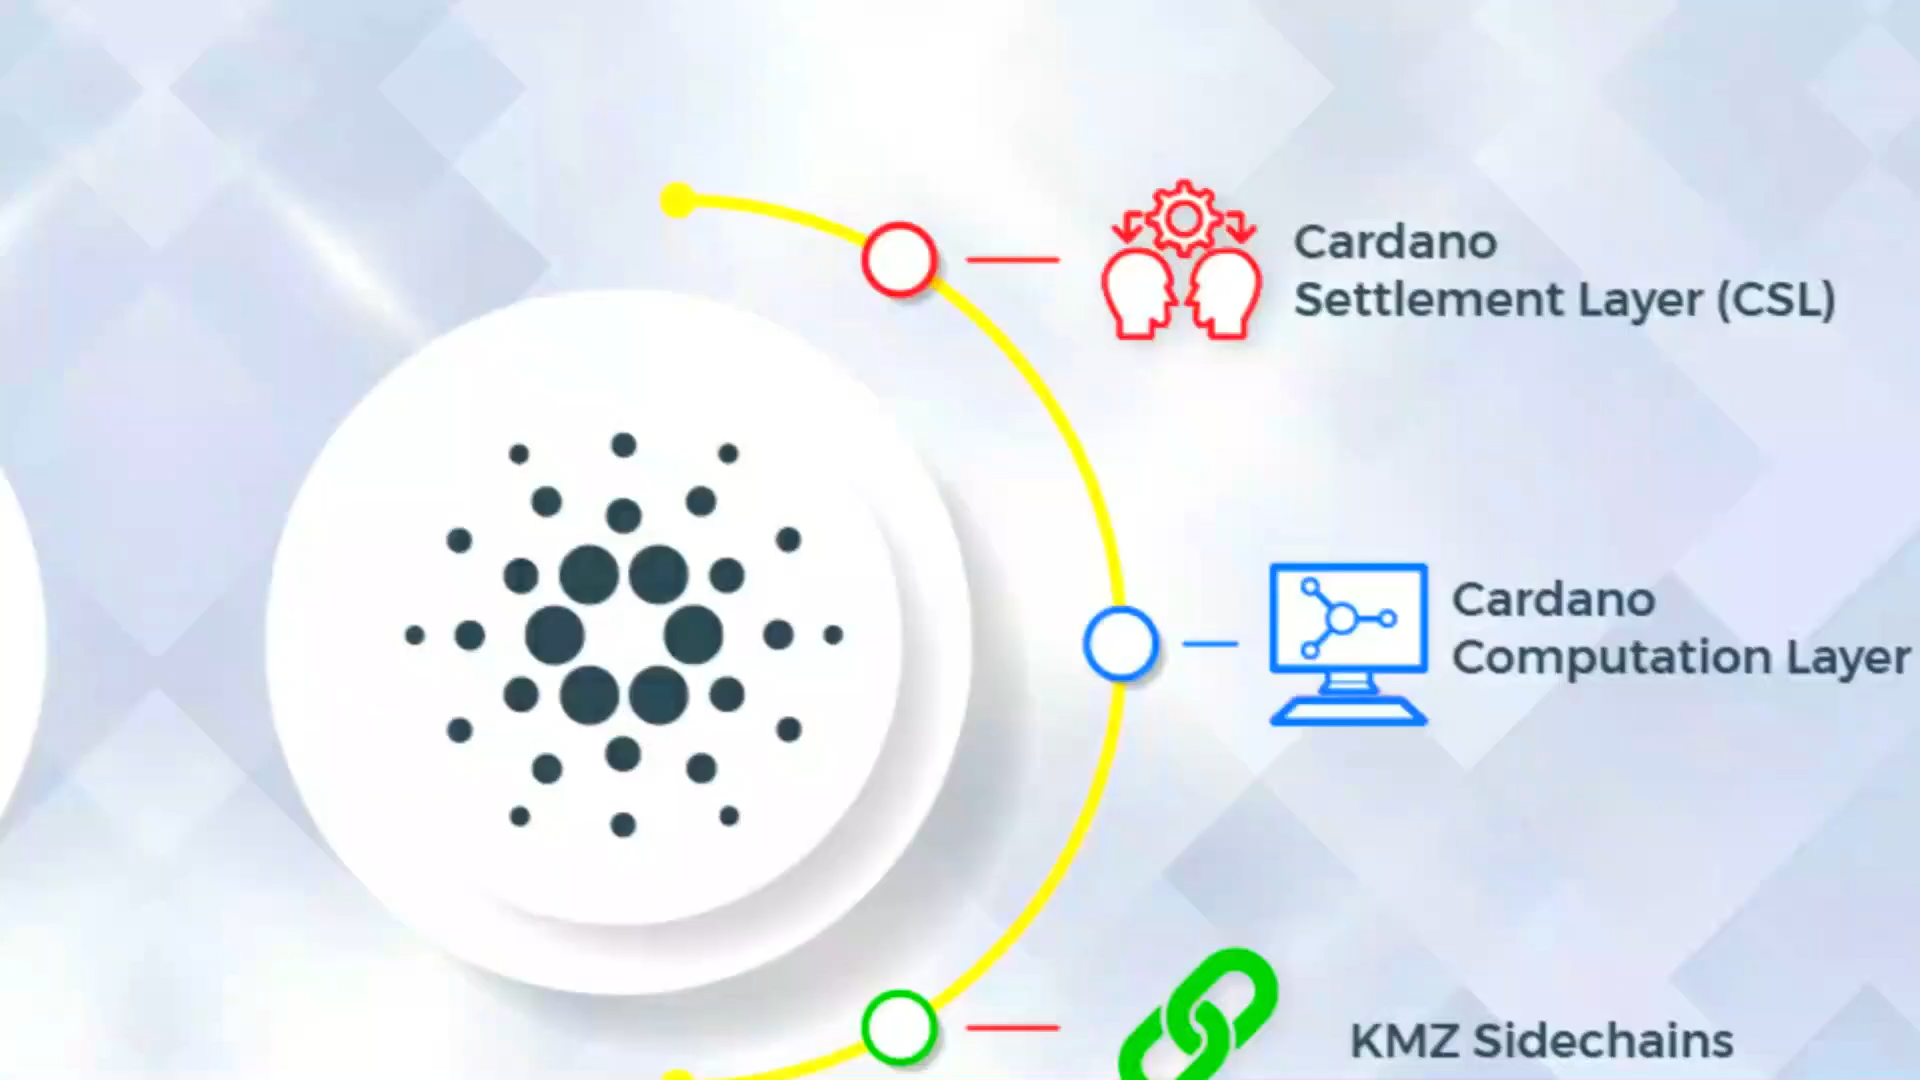 Cardano
Settlement Layer (CSL)
Cardano
Computation Layer
KMZ Sidechains